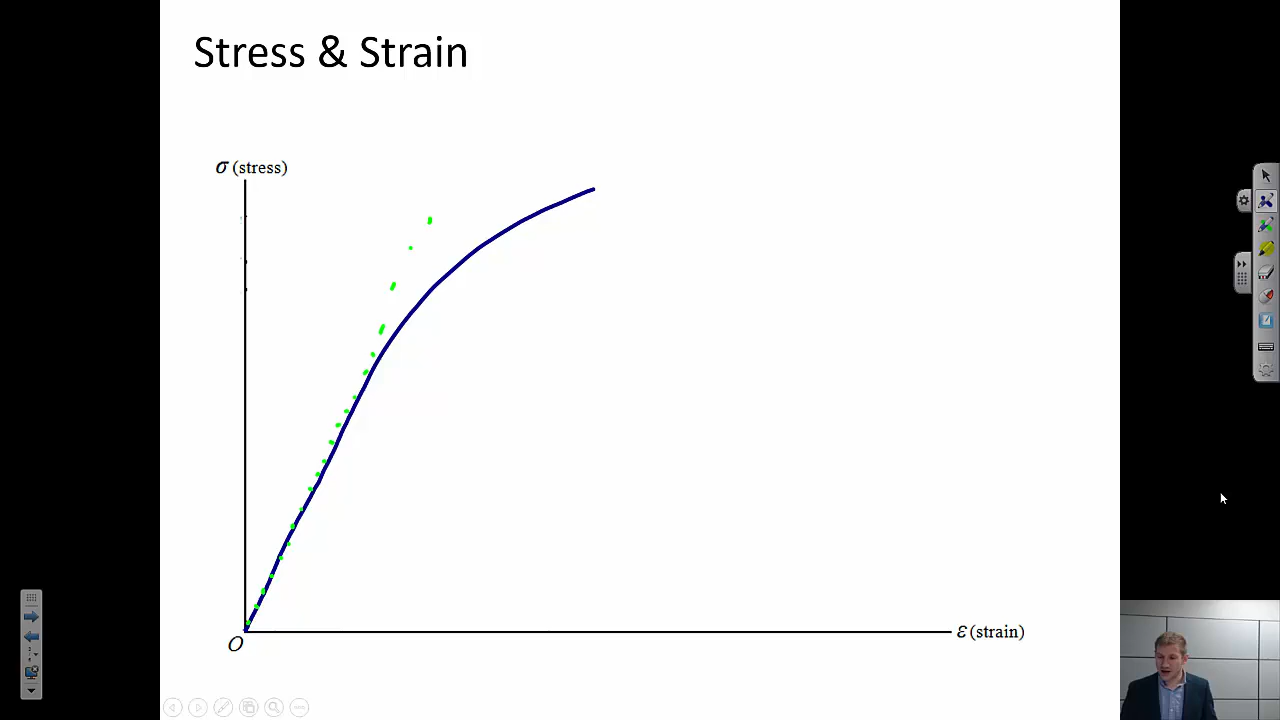 Stress & Strain
σ (stress)
O
ε (strain)